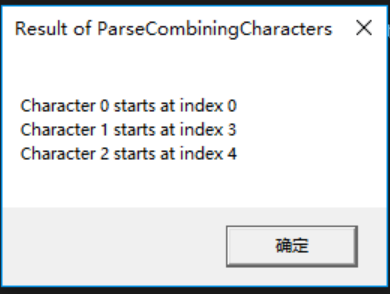 Result of ParseCombiningCharacters
Character 0 starts at index 0
Character 1 starts at index 3
Character 2 starts at index 4
确定